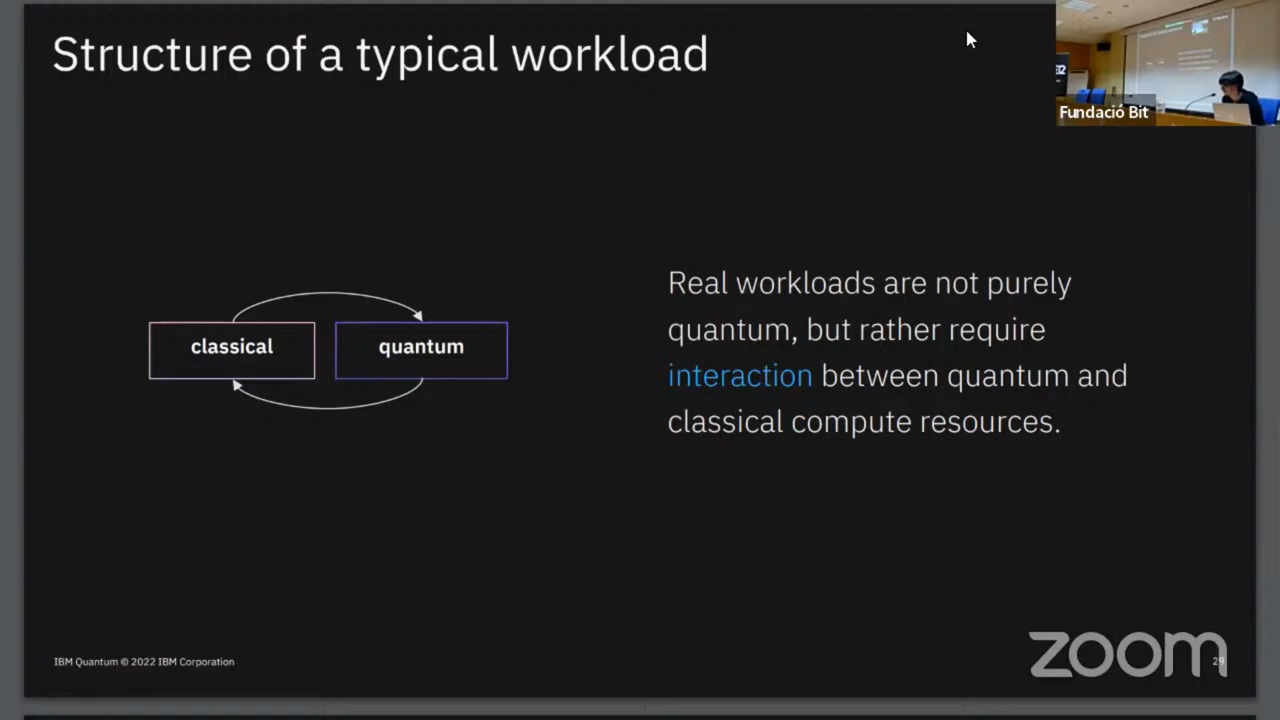 Structure of a typical workload
Fundació Bit
classical
quantum
Real workloads are not purely
quantum, but rather require
interaction between quantum and
classical compute resources.
IBM Quantum © 2022 IBM Corporation
zoom
29